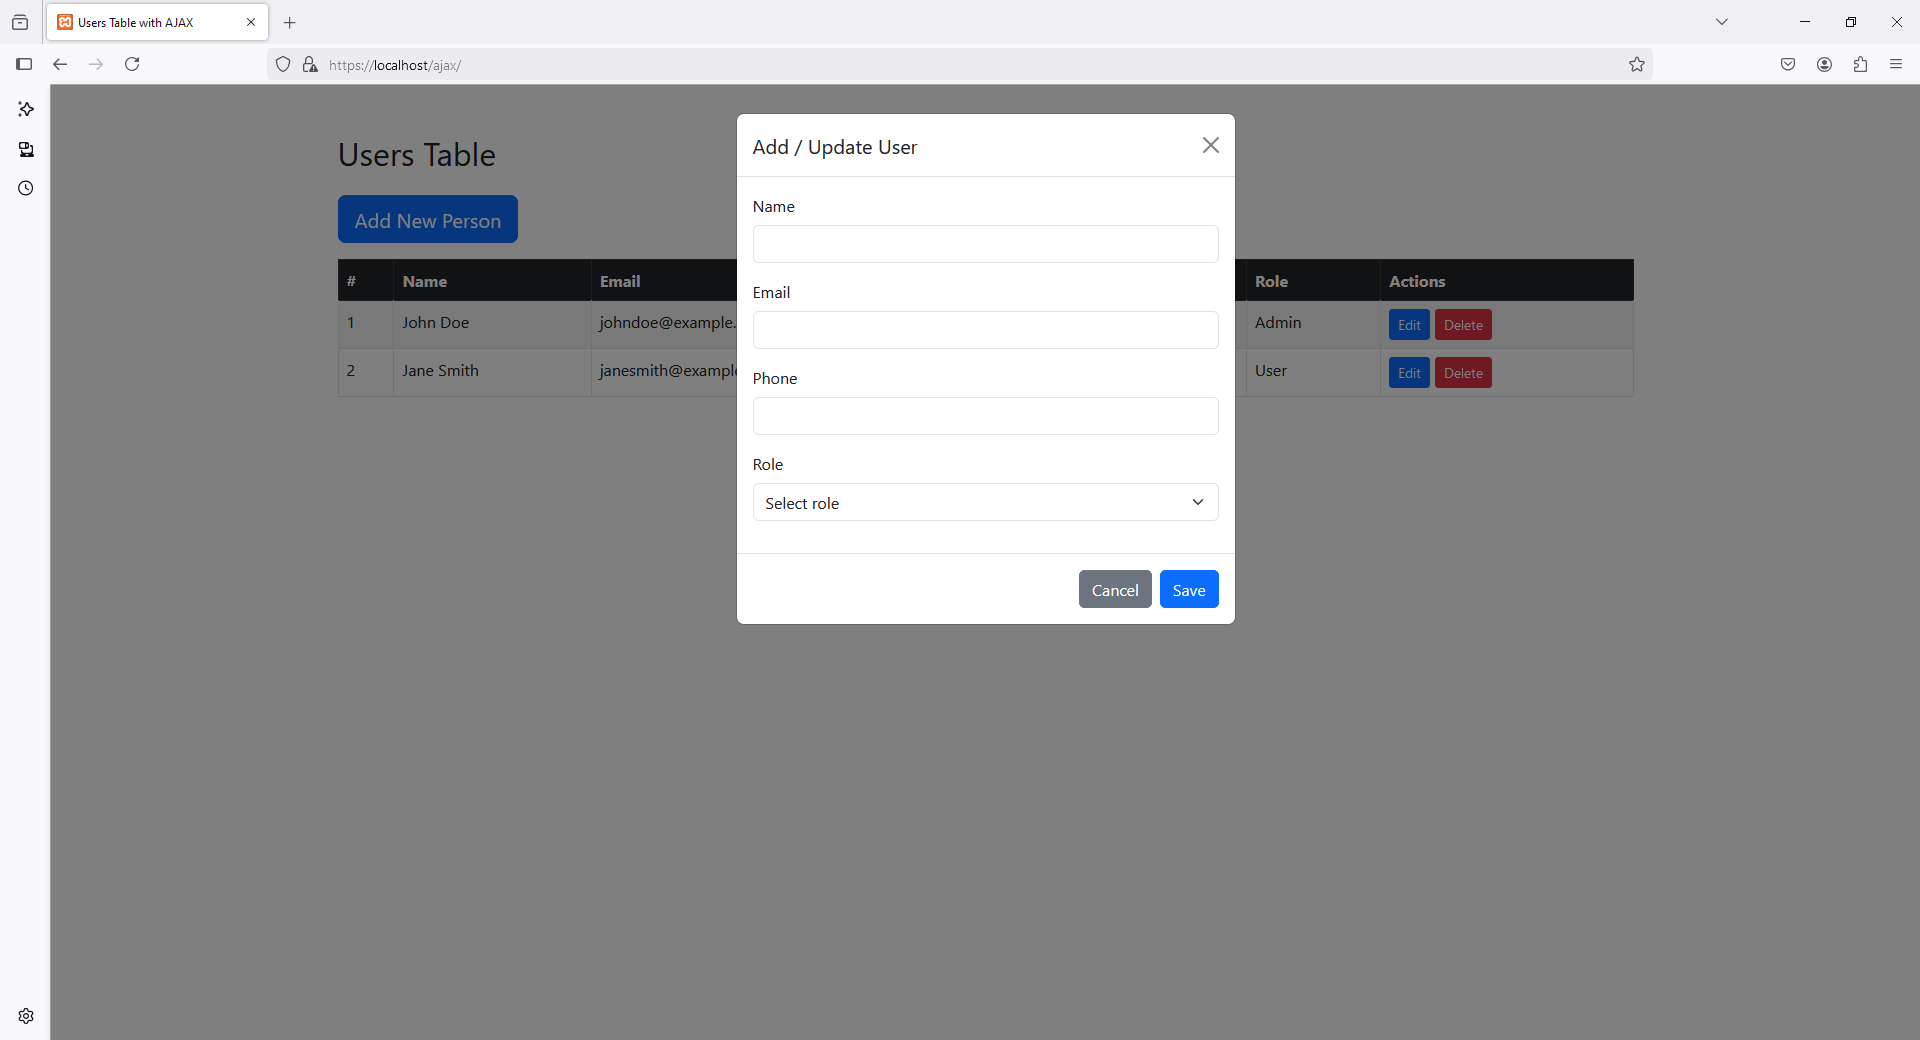 Users Table with AJAX
https://localhost/ajax/
Users Table
Add New Person
# Name Email Role Actions
1 John Doe johndoe@example. Admin Edit Delete
2 Jane Smith janesmith@example User Edit Delete
Add / Update User
Name
Email
Phone
Role
Select role
Cancel Save